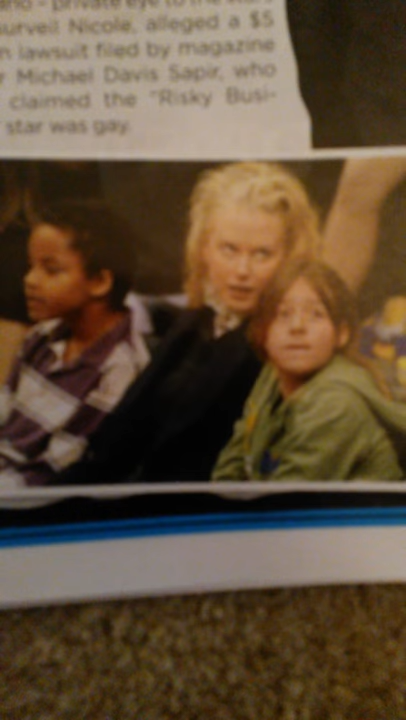 private eye to the stars
surveil Nicole, alleged a $5
n lawsuit filed by magazine
r Michael Davis Sapir, who
claimed the "Risky Busi-
star was gay.